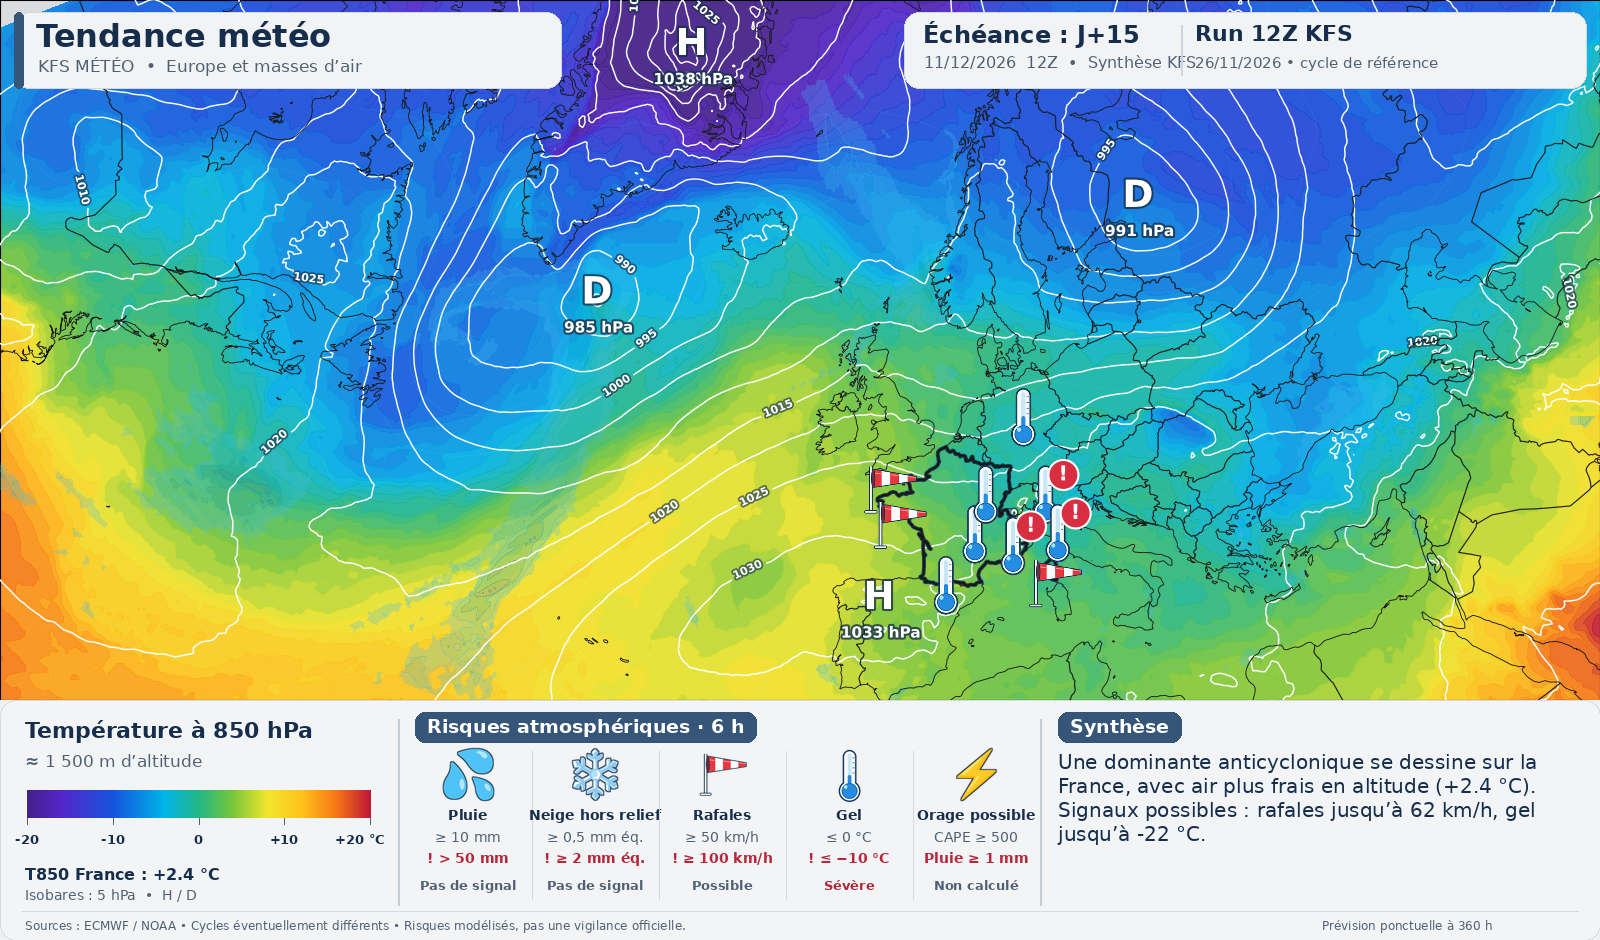 Tendance météo
KFS MÉTÉO • Europe et masses d’air
Échéance : J+15
11/12/2026 12Z • Synthèse KFS
Run 12Z KFS
26/11/2026 • cycle de référence
1025
H
1038 hPa
1010
1025
995
D
991 hPa
990
D
985 hPa
995
1000
1015
1020
1020
1020
1025
1020
1030
H
1033 hPa
!
!
!
Température à 850 hPa
≈ 1 500 m d’altitude
-20 -10 0 +10 +20 °C
T850 France : +2.4 °C
Isobares : 5 hPa • H / D
Risques atmosphériques · 6 h
Pluie
≥ 10 mm
! > 50 mm
Pas de signal
Neige hors relief
≥ 0,5 mm éq.
! ≥ 2 mm éq.
Pas de signal
Rafales
≥ 50 km/h
! ≥ 100 km/h
Possible
Gel
≤ 0 °C
! ≤ −10 °C
Sévère
Orage possible
CAPE ≥ 500
Pluie ≥ 1 mm
Non calculé
Synthèse
Une dominante anticyclonique se dessine sur la
France, avec air plus frais en altitude (+2.4 °C).
Signaux possibles : rafales jusqu’à 62 km/h, gel
jusqu’à -22 °C.
Sources : ECMWF / NOAA • Cycles éventuellement différents • Risques modélisés, pas une vigilance officielle.
Prévision ponctuelle à 360 h